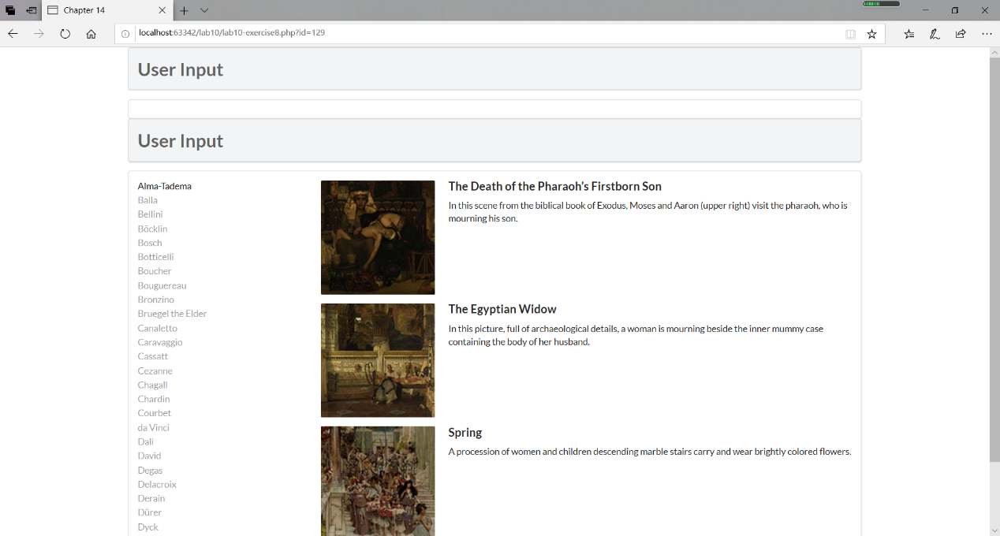 Chapter 14
localhost:63342/lab10/lab10-exercise8.php?id=129
User Input
User Input
Alma-Tadema
Balla
Bellini
Böcklin
Bosch
Botticelli
Boucher
Bouguereau
Bronzino
Bruegel the Elder
Canaletto
Caravaggio
Cassatt
Cezanne
Chagall
Chardin
Courbet
da Vinci
Dali
David
Degas
Delacroix
Derain
Dürer
Dyck
The Death of the Pharaoh’s Firstborn Son
In this scene from the biblical book of Exodus, Moses and Aaron (upper right) visit the pharaoh, who is
mourning his son.
The Egyptian Widow
In this picture, full of archaeological details, a woman is mourning beside the inner mummy case
containing the body of her husband.
Spring
A procession of women and children descending marble stairs carry and wear brightly colored flowers.